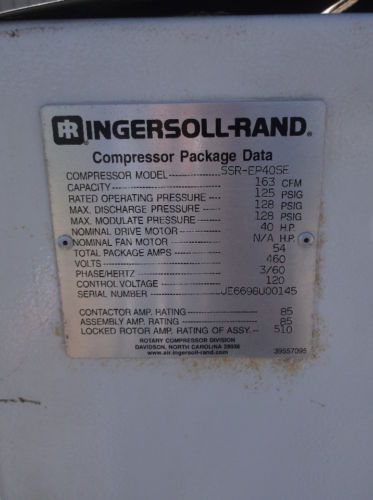 IR INGERSOLL-RAND®
Compressor Package Data
COMPRESSOR MODEL SSR-EP40SE
CAPACITY 163 CFM
RATED OPERATING PRESSURE 125 PSIG
MAX. DISCHARGE PRESSURE 128 PSIG
MAX. MODULATE PRESSURE 128 PSIG
NOMINAL DRIVE MOTOR 40 H.P.
NOMINAL FAN MOTOR N/A H.P.
TOTAL PACKAGE AMPS 54
VOLTS 460
PHASE/HERTZ 3/60
CONTROL VOLTAGE 120
SERIAL NUMBER UE6698U00145
CONTACTOR AMP. RATING 85
ASSEMBLY AMP. RATING 85
LOCKED ROTOR AMP. RATING OF ASSY. 510
ROTARY COMPRESSOR DIVISION
DAVIDSON, NORTH CAROLINA 28036
www.air.ingersoll-rand.com
39557095